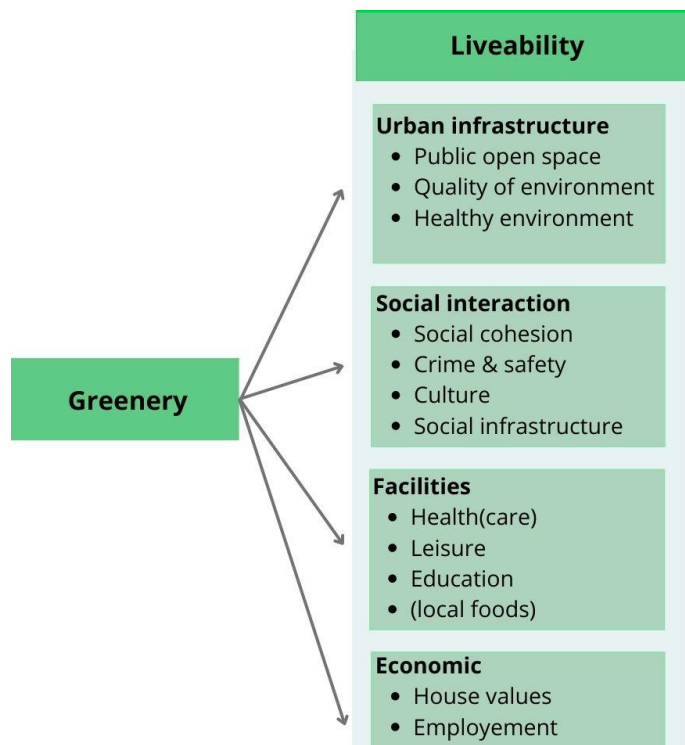 Liveability
Urban infrastructure
• Public open space
• Quality of environment
• Healthy environment
Social interaction
• Social cohesion
• Crime & safety
• Culture
• Social infrastructure
Greenery
Facilities
• Health(care)
• Leisure
• Education
• (local foods)
Economic
• House values
• Employement